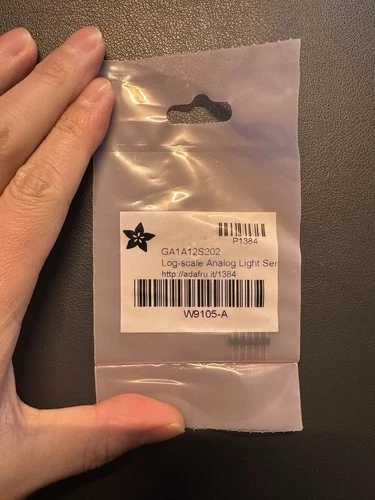 P1384
GA1A12S202
Log-scale Analog Light Ser
http://adafru.it/1384
W9105-A